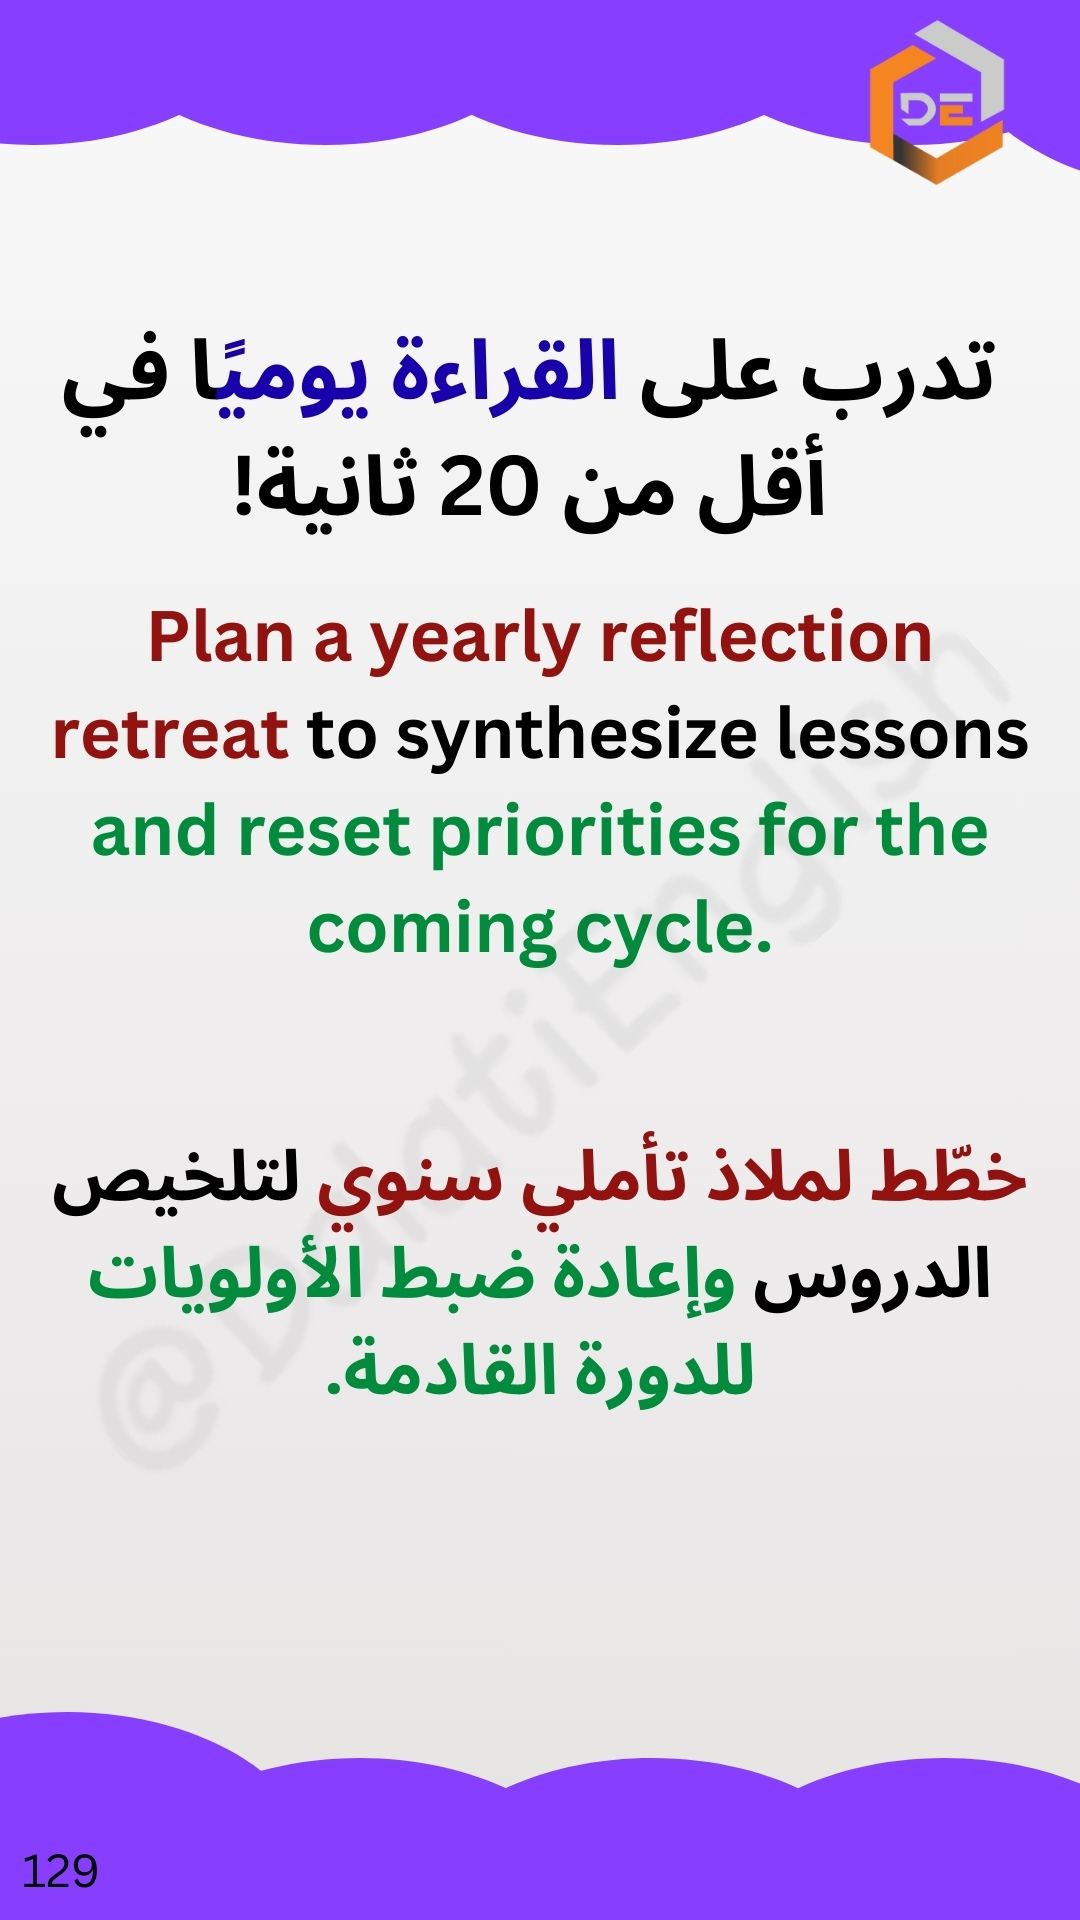 DE
تدرب على القراءة يوميًا في
أقل من 20 ثانية!
Plan a yearly reflection
retreat to synthesize lessons
and reset priorities for the
coming cycle.
@DalatiEnglish
خطّط لملاذ تأملي سنوي لتلخيص
الدروس وإعادة ضبط الأولويات
للدورة القادمة.
129